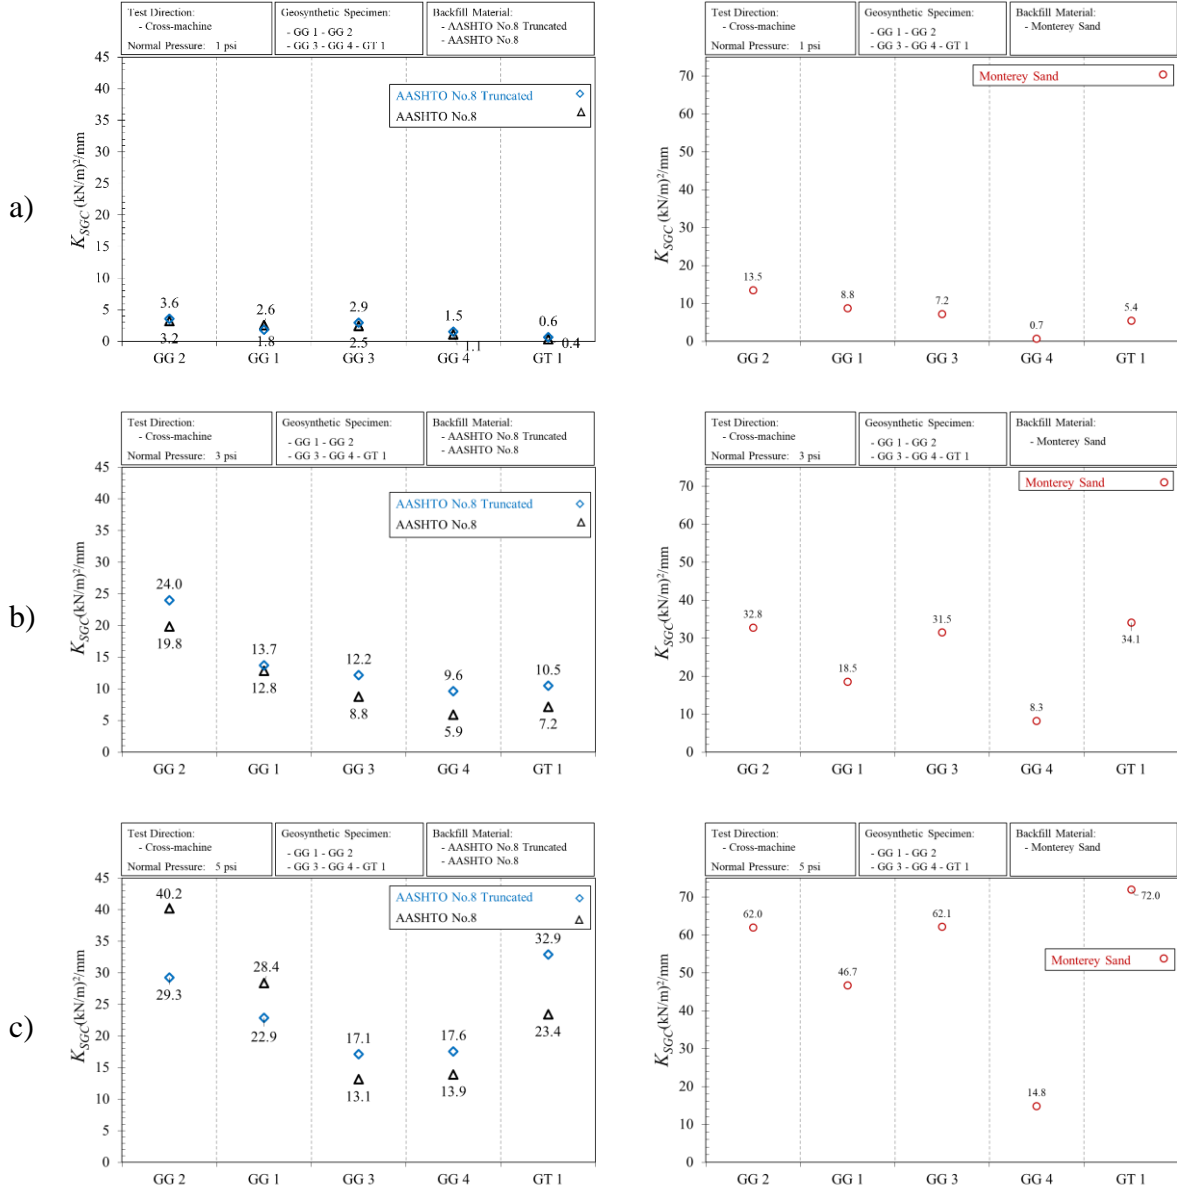 a)
Test Direction:
- Cross-machine
Normal Pressure: 1 psi
Geosynthetic Specimen:
- GG 1 - GG 2
- GG 3 - GG 4 - GT 1
Backfill Material:
- AASHTO No.8 Truncated
- AASHTO No.8
AASHTO No.8 Truncated
AASHTO No.8
K_SGC (kN/m)²/mm
45
40
35
30
25
20
15
10
5
0
3.6
3.2
2.6
1.8
2.9
2.5
1.5
1.1
0.6
0.4
GG 2 GG 1 GG 3 GG 4 GT 1
Test Direction:
- Cross-machine
Normal Pressure: 1 psi
Geosynthetic Specimen:
- GG 1 - GG 2
- GG 3 - GG 4 - GT 1
Backfill Material:
- Monterey Sand
Monterey Sand
K_SGC (kN/m)²/mm
70
60
50
40
30
20
10
0
13.5
8.8
7.2
0.7
5.4
GG 2 GG 1 GG 3 GG 4 GT 1
b)
Test Direction:
- Cross-machine
Normal Pressure: 3 psi
Geosynthetic Specimen:
- GG 1 - GG 2
- GG 3 - GG 4 - GT 1
Backfill Material:
- AASHTO No.8 Truncated
- AASHTO No.8
AASHTO No.8 Truncated
AASHTO No.8
K_SGC (kN/m)²/mm
45
40
35
30
25
20
15
10
5
0
24.0
19.8
13.7
12.8
12.2
8.8
9.6
5.9
10.5
7.2
GG 2 GG 1 GG 3 GG 4 GT 1
Test Direction:
- Cross-machine
Normal Pressure: 3 psi
Geosynthetic Specimen:
- GG 1 - GG 2
- GG 3 - GG 4 - GT 1
Backfill Material:
- Monterey Sand
Monterey Sand
K_SGC (kN/m)²/mm
70
60
50
40
30
20
10
0
32.8
18.5
31.5
8.3
34.1
GG 2 GG 1 GG 3 GG 4 GT 1
c)
Test Direction:
- Cross-machine
Normal Pressure: 5 psi
Geosynthetic Specimen:
- GG 1 - GG 2
- GG 3 - GG 4 - GT 1
Backfill Material:
- AASHTO No.8 Truncated
- AASHTO No.8
AASHTO No.8 Truncated
AASHTO No.8
K_SGC (kN/m)²/mm
45
40
35
30
25
20
15
10
5
0
40.2
29.3
28.4
22.9
17.1
13.1
17.6
13.9
32.9
23.4
GG 2 GG 1 GG 3 GG 4 GT 1
Test Direction:
- Cross-machine
Normal Pressure: 5 psi
Geosynthetic Specimen:
- GG 1 - GG 2
- GG 3 - GG 4 - GT 1
Backfill Material:
- Monterey Sand
Monterey Sand
K_SGC (kN/m)²/mm
70
60
50
40
30
20
10
0
62.0
46.7
62.1
14.8
72.0
GG 2 GG 1 GG 3 GG 4 GT 1